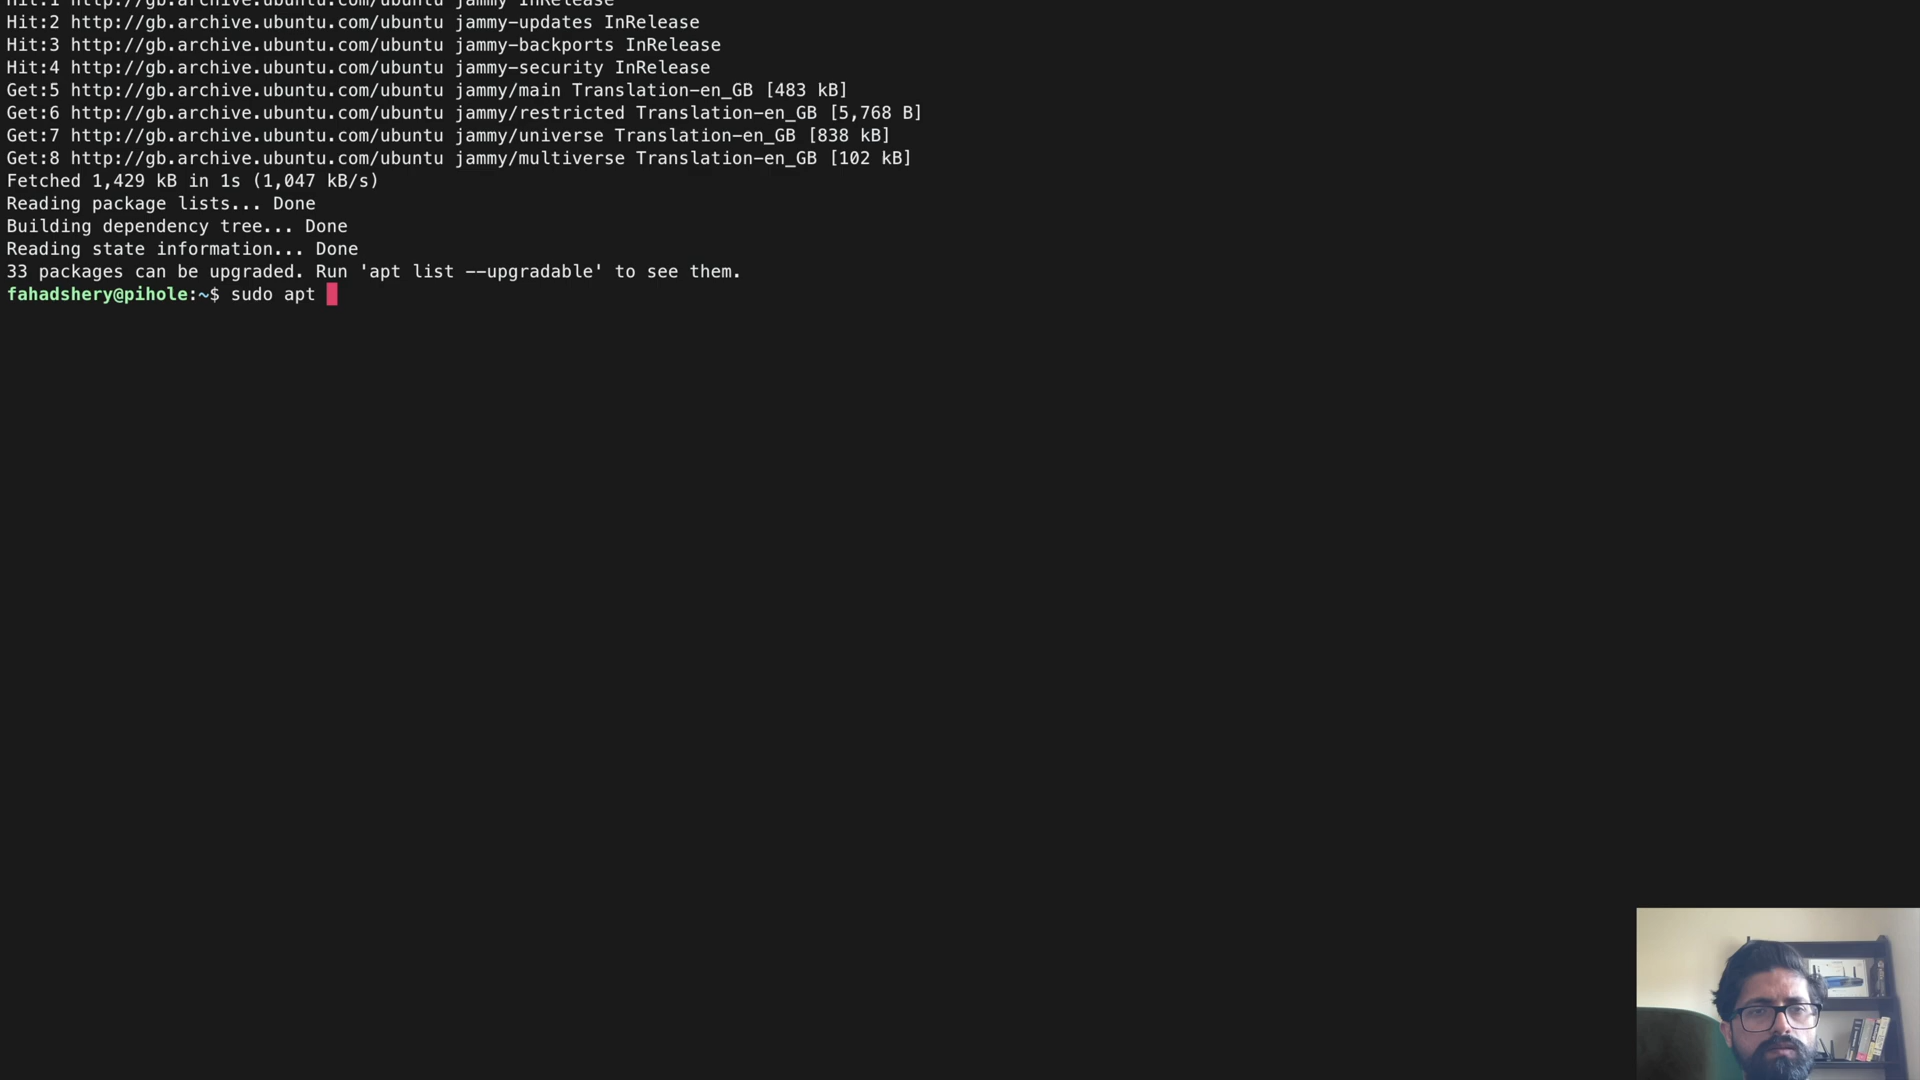 Hit:1 http://gb.archive.ubuntu.com/ubuntu jammy InRelease
Hit:2 http://gb.archive.ubuntu.com/ubuntu jammy-updates InRelease
Hit:3 http://gb.archive.ubuntu.com/ubuntu jammy-backports InRelease
Hit:4 http://gb.archive.ubuntu.com/ubuntu jammy-security InRelease
Get:5 http://gb.archive.ubuntu.com/ubuntu jammy/main Translation-en_GB [483 kB]
Get:6 http://gb.archive.ubuntu.com/ubuntu jammy/restricted Translation-en_GB [5,768 B]
Get:7 http://gb.archive.ubuntu.com/ubuntu jammy/universe Translation-en_GB [838 kB]
Get:8 http://gb.archive.ubuntu.com/ubuntu jammy/multiverse Translation-en_GB [102 kB]
Fetched 1,429 kB in 1s (1,047 kB/s)
Reading package lists... Done
Building dependency tree... Done
Reading state information... Done
33 packages can be upgraded. Run 'apt list --upgradable' to see them.
fahadshery@pihole:~$ sudo apt